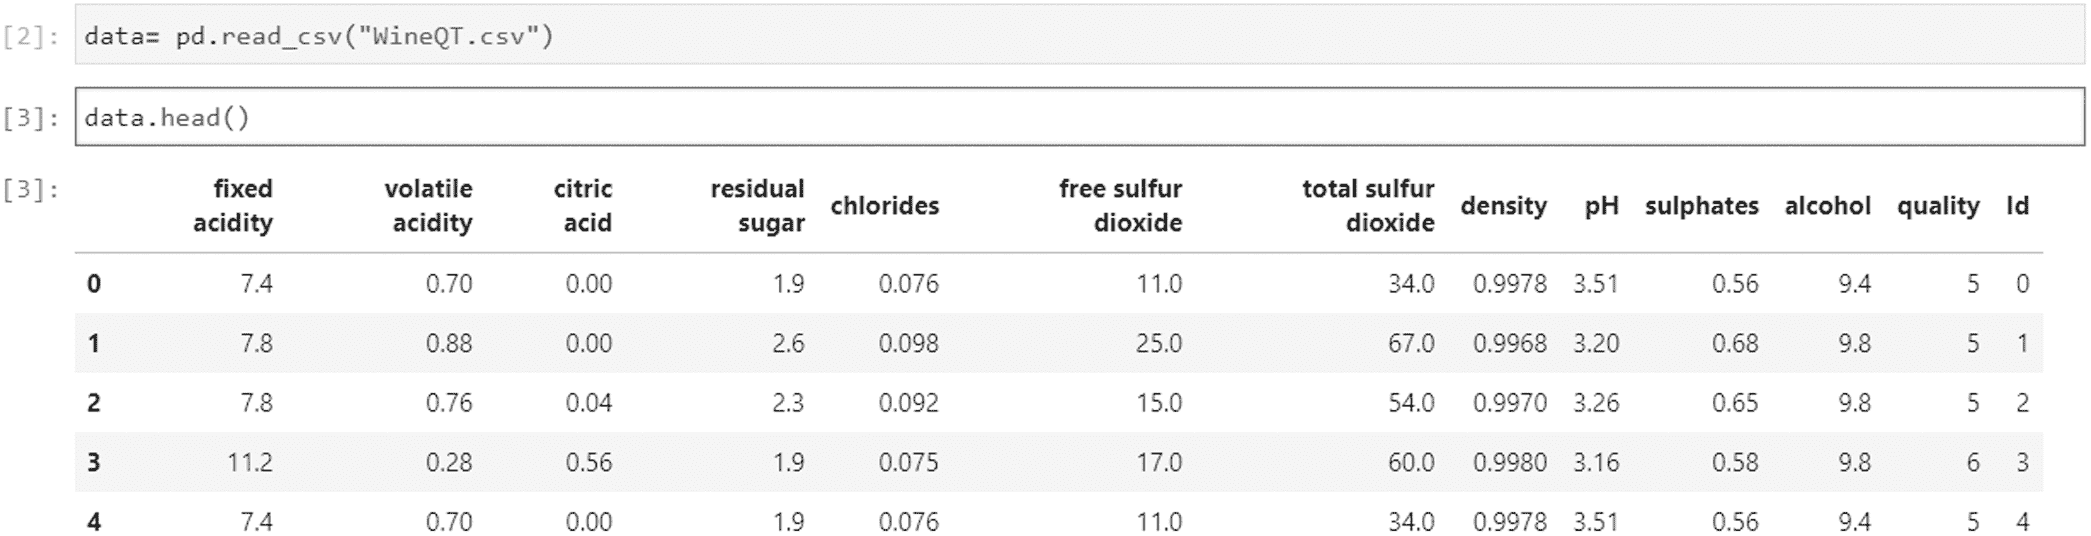 [2]: data= pd.read_csv("WineQT.csv")
[3]: data.head()
[3]: fixed acidity volatile acidity citric acid residual sugar chlorides free sulfur dioxide total sulfur dioxide density pH sulphates alcohol quality Id
0 7.4 0.70 0.00 1.9 0.076 11.0 34.0 0.9978 3.51 0.56 9.4 5 0
1 7.8 0.88 0.00 2.6 0.098 25.0 67.0 0.9968 3.20 0.68 9.8 5 1
2 7.8 0.76 0.04 2.3 0.092 15.0 54.0 0.9970 3.26 0.65 9.8 5 2
3 11.2 0.28 0.56 1.9 0.075 17.0 60.0 0.9980 3.16 0.58 9.8 6 3
4 7.4 0.70 0.00 1.9 0.076 11.0 34.0 0.9978 3.51 0.56 9.4 5 4